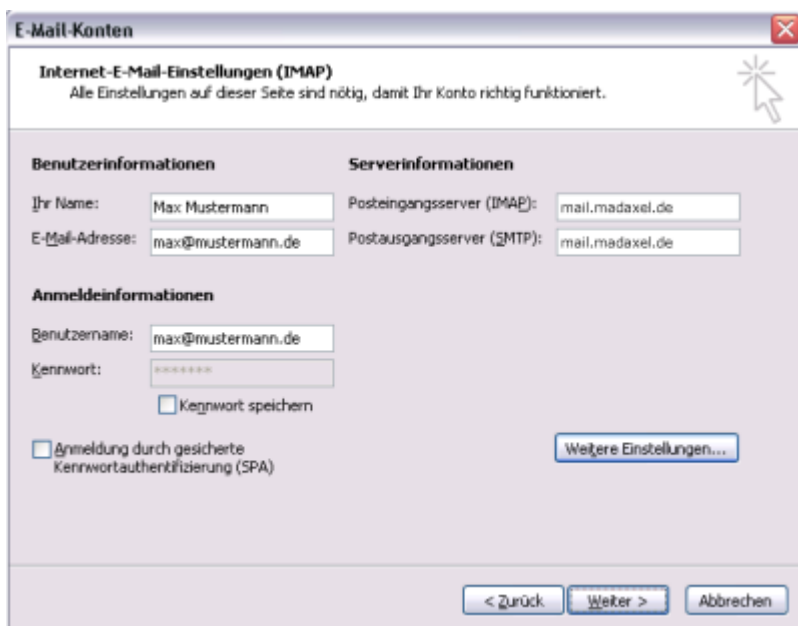 E-Mail-Konten
Internet-E-Mail-Einstellungen (IMAP)
Alle Einstellungen auf dieser Seite sind nötig, damit Ihr Konto richtig funktioniert.
Benutzerinformationen
Ihr Name: Max Mustermann
E-Mail-Adresse: max@mustermann.de
Serverinformationen
Posteingangsserver (IMAP): mail.madaxel.de
Postausgangsserver (SMTP): mail.madaxel.de
Anmeldeinformationen
Benutzername: max@mustermann.de
Kennwort: *******
Kennwort speichern
Anmeldung durch gesicherte
Kennwortauthentifizierung (SPA)
Weitere Einstellungen...
< Zurück Weiter > Abbrechen